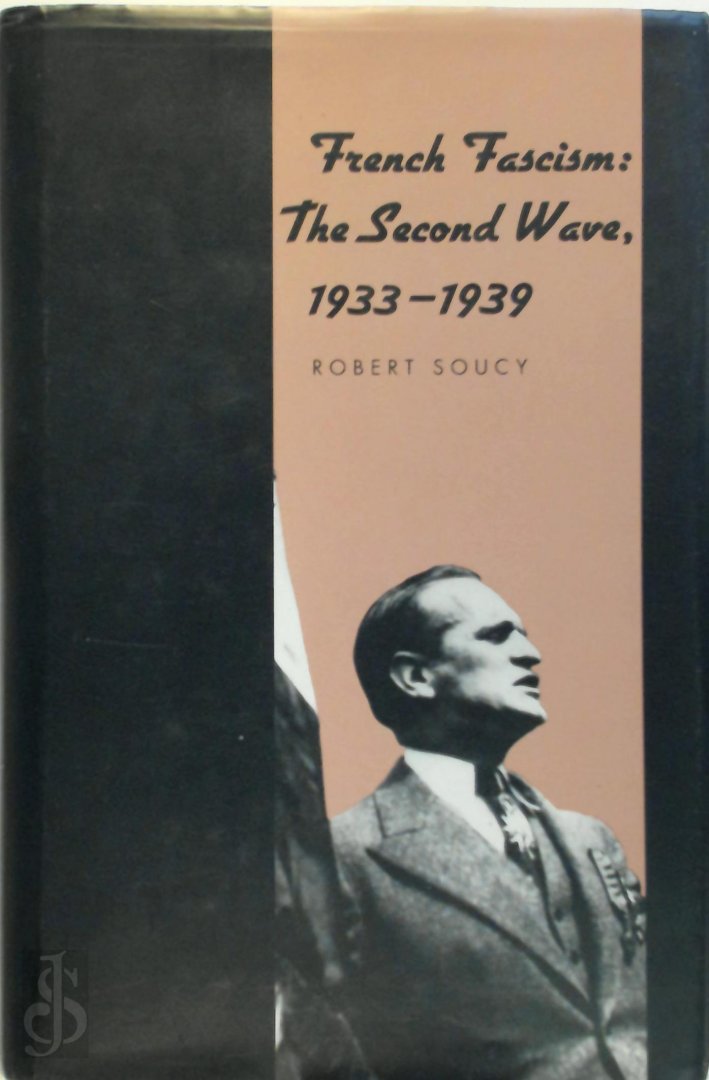 French Fascism:
The Second Wave,
1933–1939
ROBERT SOUCY